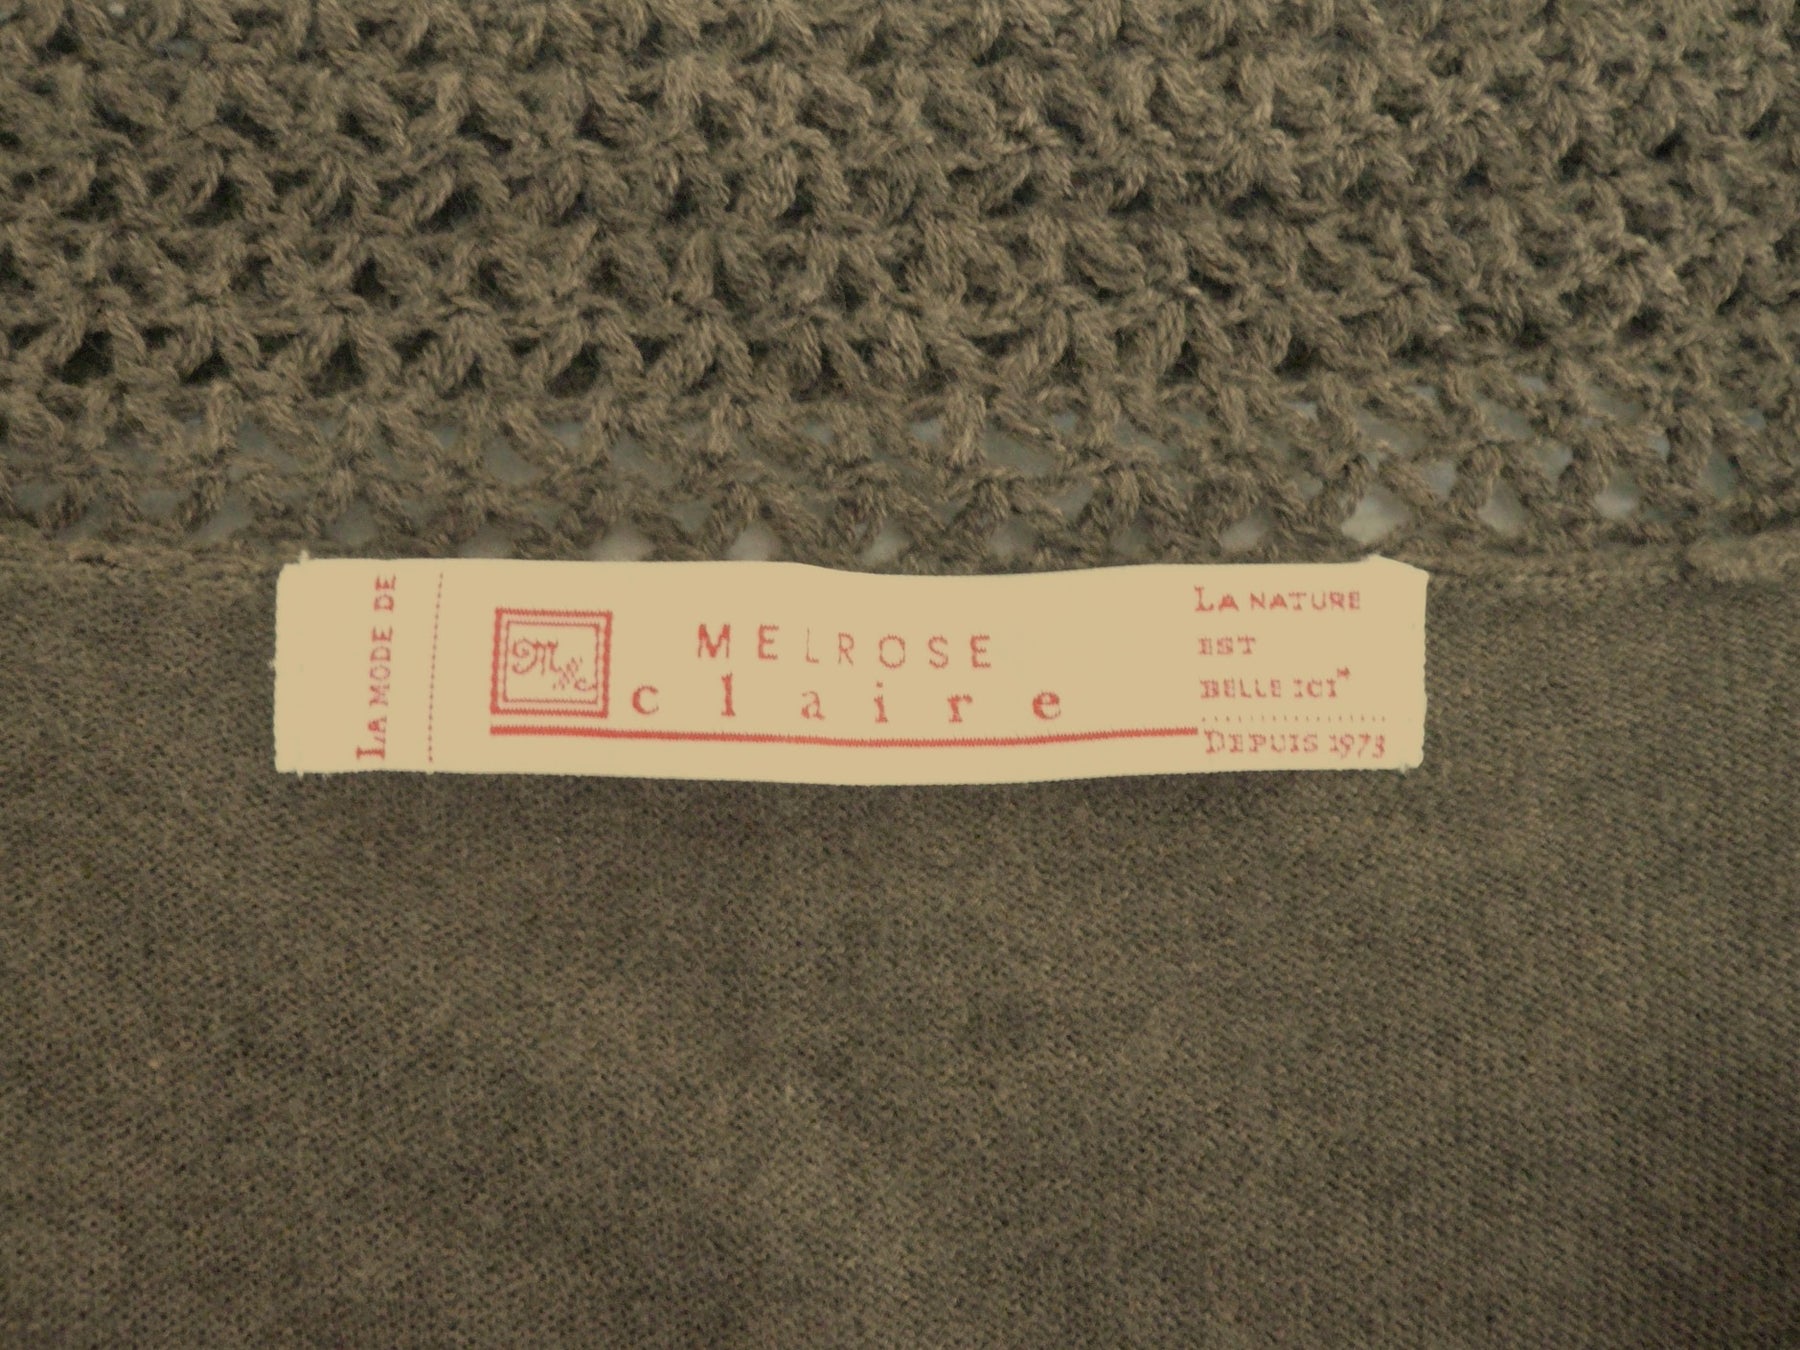 LA MODE DE
MELROSE
claire
LA NATURE
EST
BELLE ICI
DEPUIS 1973